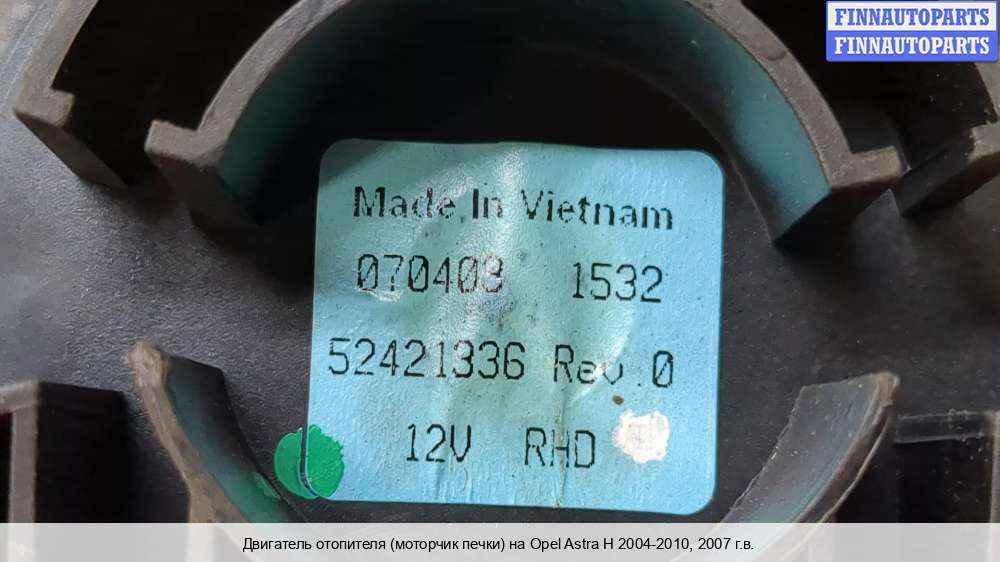 FINNAUTOPARTS
FINNAUTOPARTS
Made In Vietnam
070403 1532
52421336 Rev.0
12V RHD
Двигатель отопителя (моторчик печки) на Opel Astra H 2004-2010, 2007 г.в.